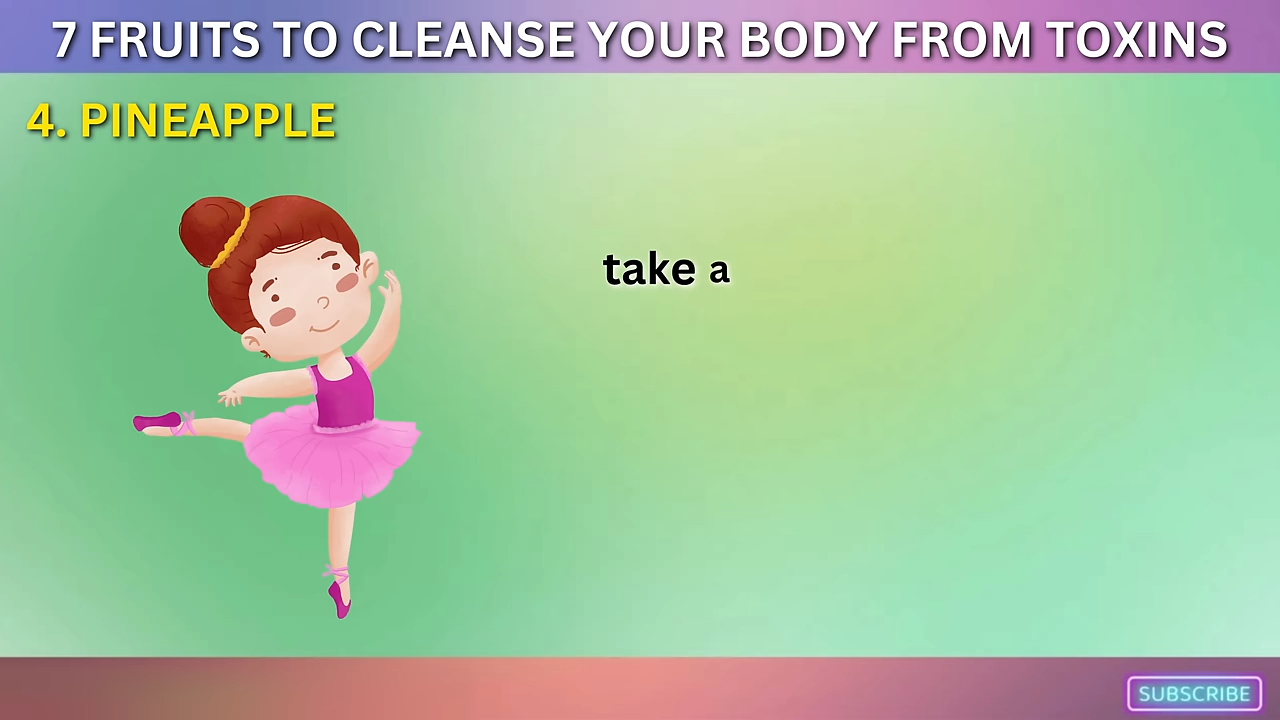 7 FRUITS TO CLEANSE YOUR BODY FROM TOXINS
4. PINEAPPLE
take a
SUBSCRIBE